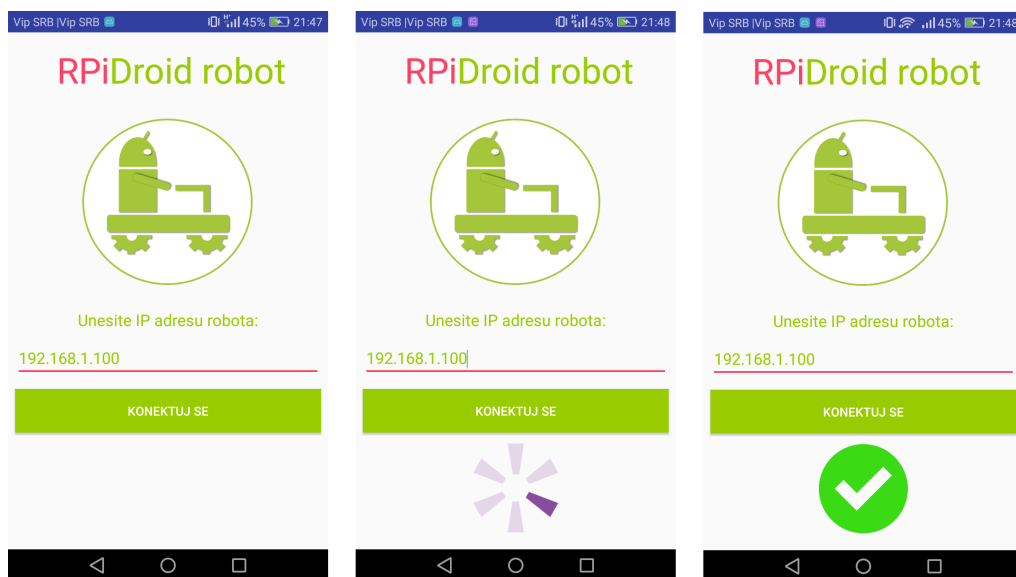 Vip SRB |Vip SRB 45% 21:47
RPiDroid robot
Unesite IP adresu robota:
192.168.1.100
KONEKTUJ SE
Vip SRB |Vip SRB 45% 21:48
RPiDroid robot
Unesite IP adresu robota:
192.168.1.100
KONEKTUJ SE
Vip SRB |Vip SRB 45% 21:48
RPiDroid robot
Unesite IP adresu robota:
192.168.1.100
KONEKTUJ SE